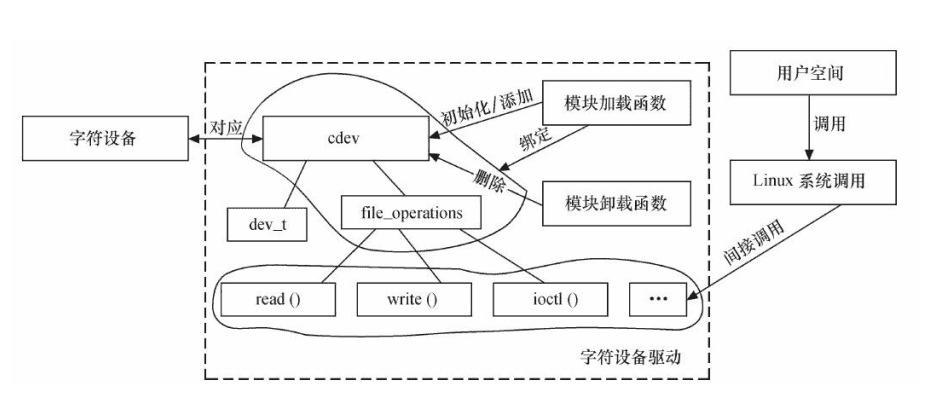 用户空间
初始化/添加
模块加载函数
调用
字符设备
对应
cdev
绑定
删除
Linux 系统调用
dev_t
file_operations
模块卸载函数
间接调用
read ()
write ()
ioctl ()
...
字符设备驱动